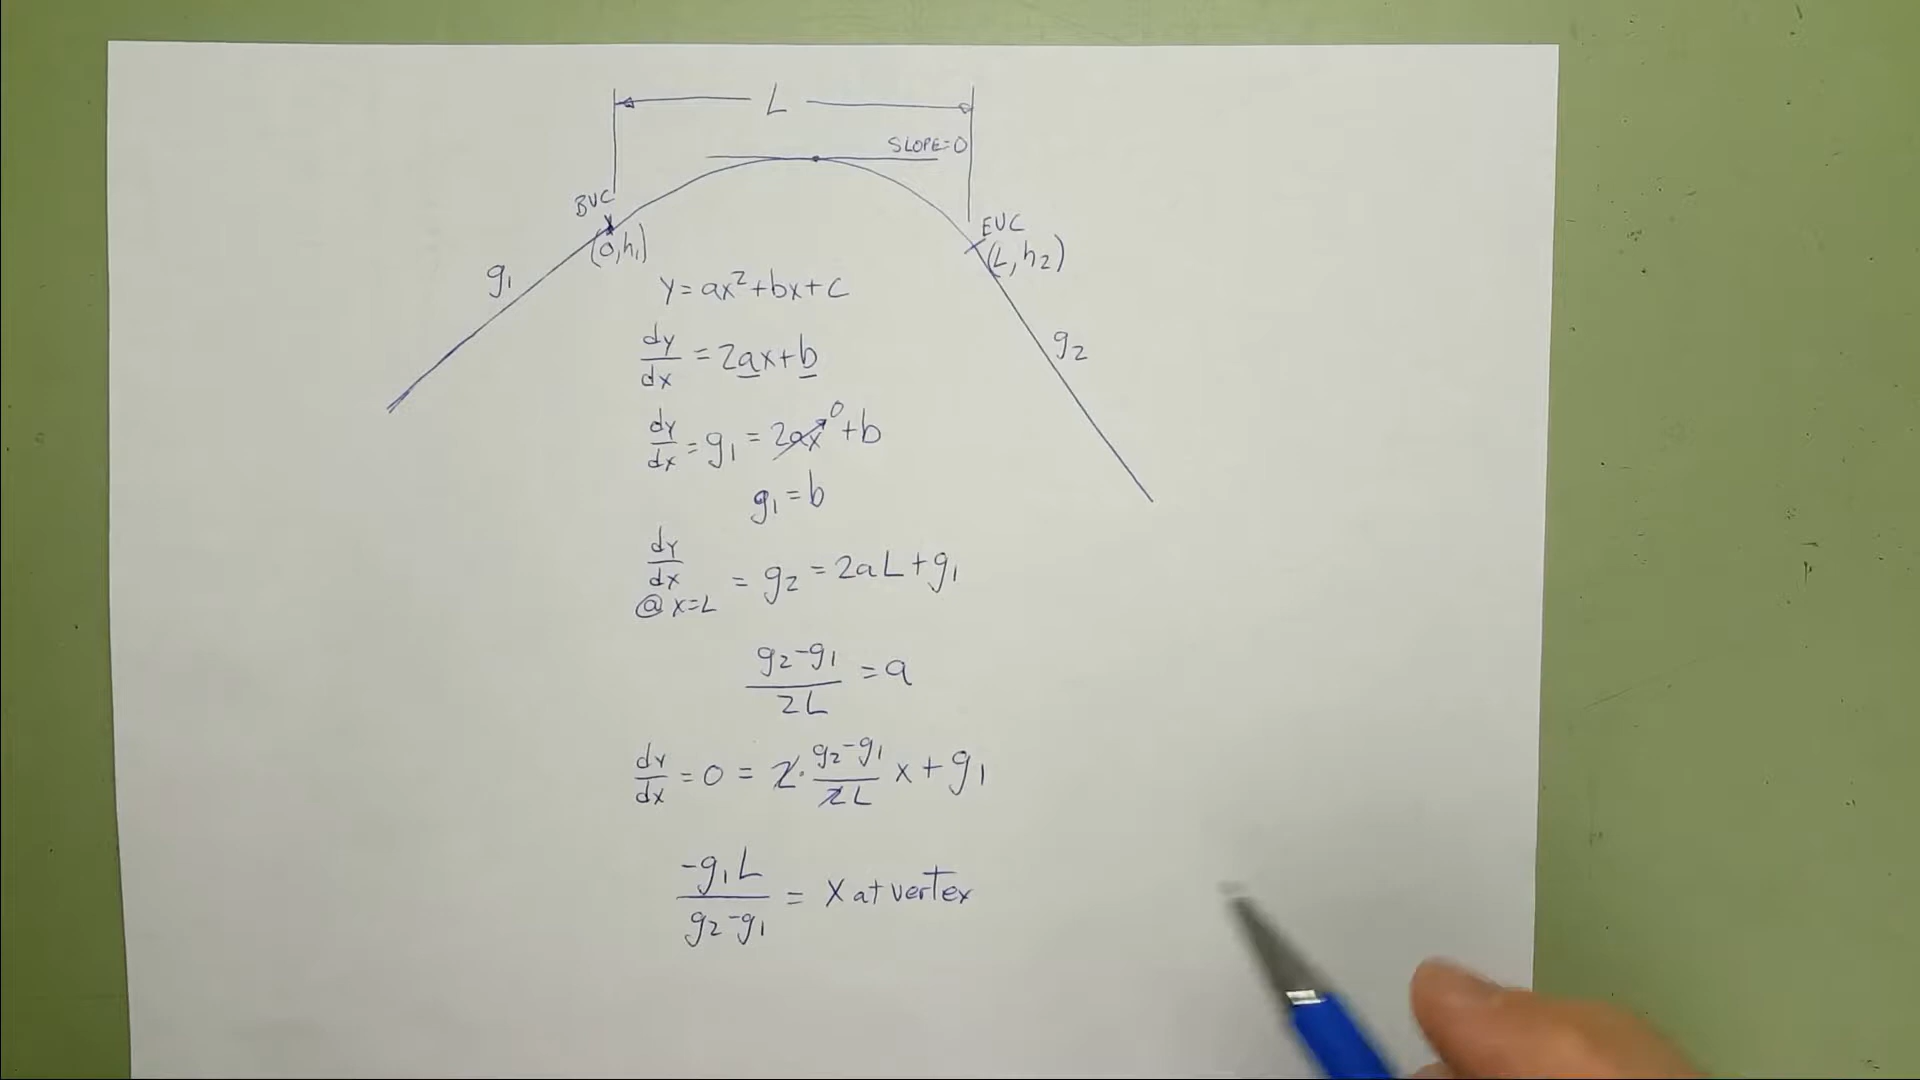 L
SLOPE=0
BVC
(0,h₁)
EVC
(L,h₂)
g₁
g₂
y=ax²+bx+c
dy/dx = 2ax+b
dy/dx = g₁ = 2ax⁰+b
g₁=b
dy/dx @ x=L = g₂ = 2aL+g₁
g₂-g₁/2L = a
dy/dx = 0 = 2·g₂-g₁/2L x+g₁
-g₁L/g₂-g₁ = X at vertex